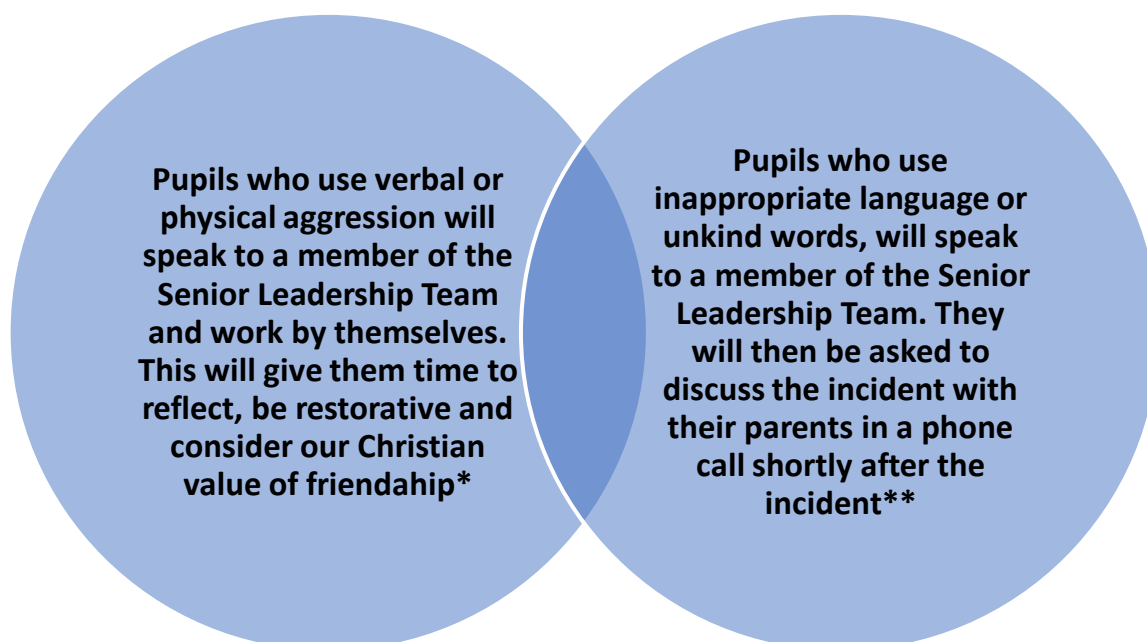 Pupils who use verbal or
physical aggression will
speak to a member of the
Senior Leadership Team
and work by themselves.
This will give them time to
reflect, be restorative and
consider our Christian
value of friendahip*
Pupils who use
inappropriate language or
unkind words, will speak
to a member of the Senior
Leadership Team. They
will then be asked to
discuss the incident with
their parents in a phone
call shortly after the
incident**